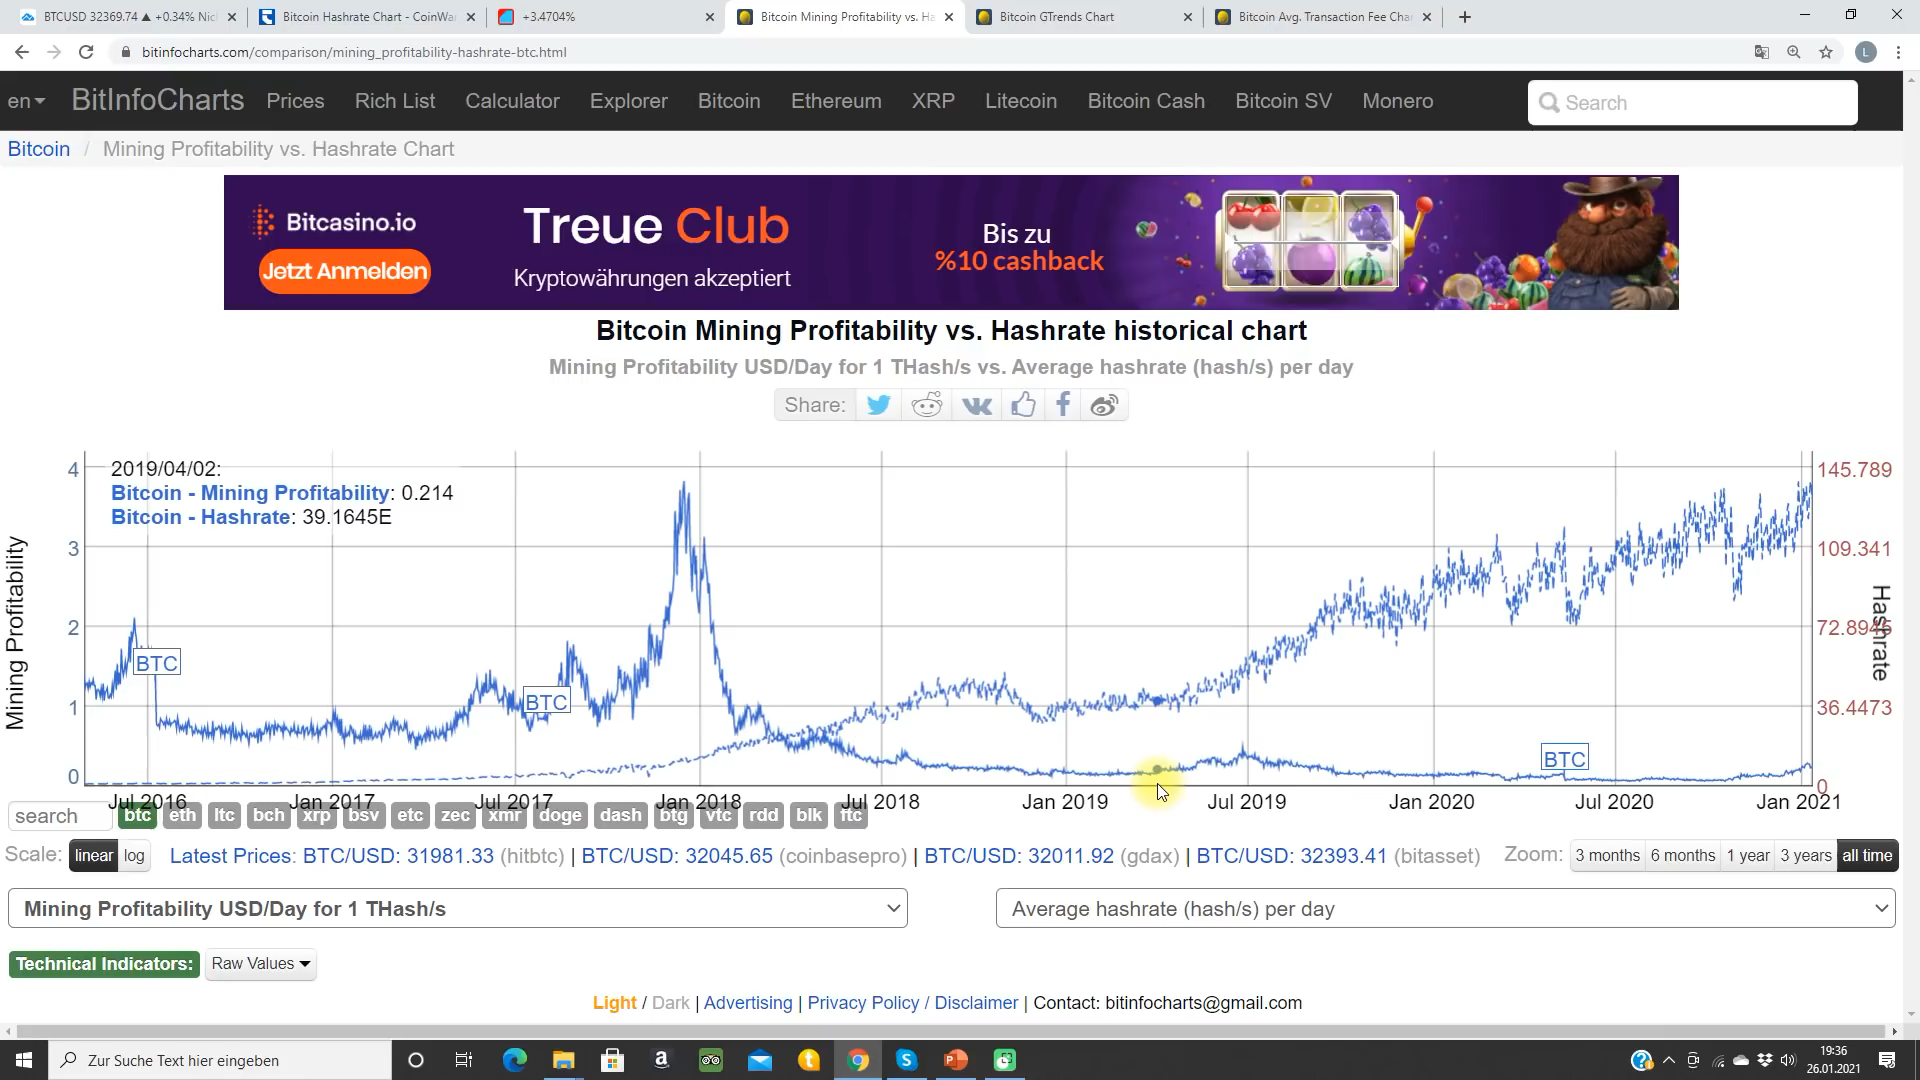 BTCUSD 32369.74 ▲ +0.34% Nic
Bitcoin Hashrate Chart - CoinWar
+3.4704%
Bitcoin Mining Profitability vs. Ha
Bitcoin GTrends Chart
Bitcoin Avg. Transaction Fee Cha
bitinfocharts.com/comparison/mining_profitability-hashrate-btc.html
L
en
BitInfoCharts
Prices
Rich List
Calculator
Explorer
Bitcoin
Ethereum
XRP
Litecoin
Bitcoin Cash
Bitcoin SV
Monero
Search
Bitcoin / Mining Profitability vs. Hashrate Chart
Bitcasino.io
Jetzt Anmelden
Treue Club
Kryptowährungen akzeptiert
Bis zu
%10 cashback
Bitcoin Mining Profitability vs. Hashrate historical chart
Mining Profitability USD/Day for 1 THash/s vs. Average hashrate (hash/s) per day
Share:
2019/04/02:
Bitcoin - Mining Profitability: 0.214
Bitcoin - Hashrate: 39.1645E
Mining Profitability
4
3
2
1
0
145.789
109.341
72.8945
36.4473
0
Hashrate
BTC
BTC
BTC
Jul 2016
Jan 2017
Jul 2017
Jan 2018
Jul 2018
Jan 2019
Jul 2019
Jan 2020
Jul 2020
Jan 2021
search
btc
eth
ltc
bch
xrp
bsv
etc
zec
xmr
doge
dash
btg
vtc
rdd
blk
ftc
Scale: linear log
Latest Prices: BTC/USD: 31981.33 (hitbtc) | BTC/USD: 32045.65 (coinbasepro) | BTC/USD: 32011.92 (gdax) | BTC/USD: 32393.41 (bitasset)
Zoom: 3 months 6 months 1 year 3 years all time
Mining Profitability USD/Day for 1 THash/s
Average hashrate (hash/s) per day
Technical Indicators: Raw Values
Light / Dark | Advertising | Privacy Policy / Disclaimer | Contact: bitinfocharts@gmail.com
Zur Suche Text hier eingeben
19:36
26.01.2021